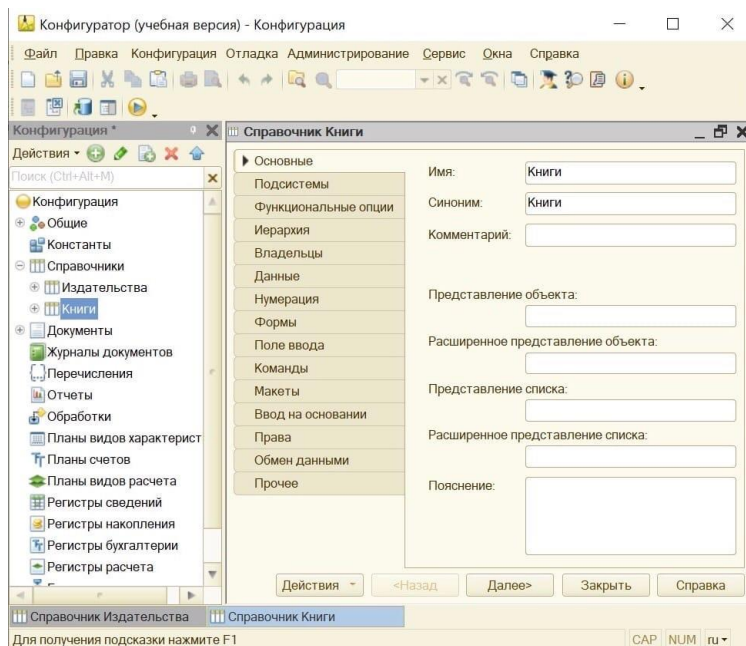 Конфигуратор (учебная версия) - Конфигурация
Файл Правка Конфигурация Отладка Администрирование Сервис Окна Справка
Конфигурация *
Действия
Поиск (Ctrl+Alt+M)
Конфигурация
Общие
Константы
Справочники
Издательства
Книги
Документы
Журналы документов
Перечисления
Отчеты
Обработки
Планы видов характерист
Планы счетов
Планы видов расчета
Регистры сведений
Регистры накопления
Регистры бухгалтерии
Регистры расчета
Справочник Книги
Основные
Подсистемы
Функциональные опции
Иерархия
Владельцы
Данные
Нумерация
Формы
Поле ввода
Команды
Макеты
Ввод на основании
Права
Обмен данными
Прочее
Имя: Книги
Синоним: Книги
Комментарий:
Представление объекта:
Расширенное представление объекта:
Представление списка:
Расширенное представление списка:
Пояснение:
Действия <Назад Далее> Закрыть Справка
Справочник Издательства Справочник Книги
Для получения подсказки нажмите F1 CAP NUM ru